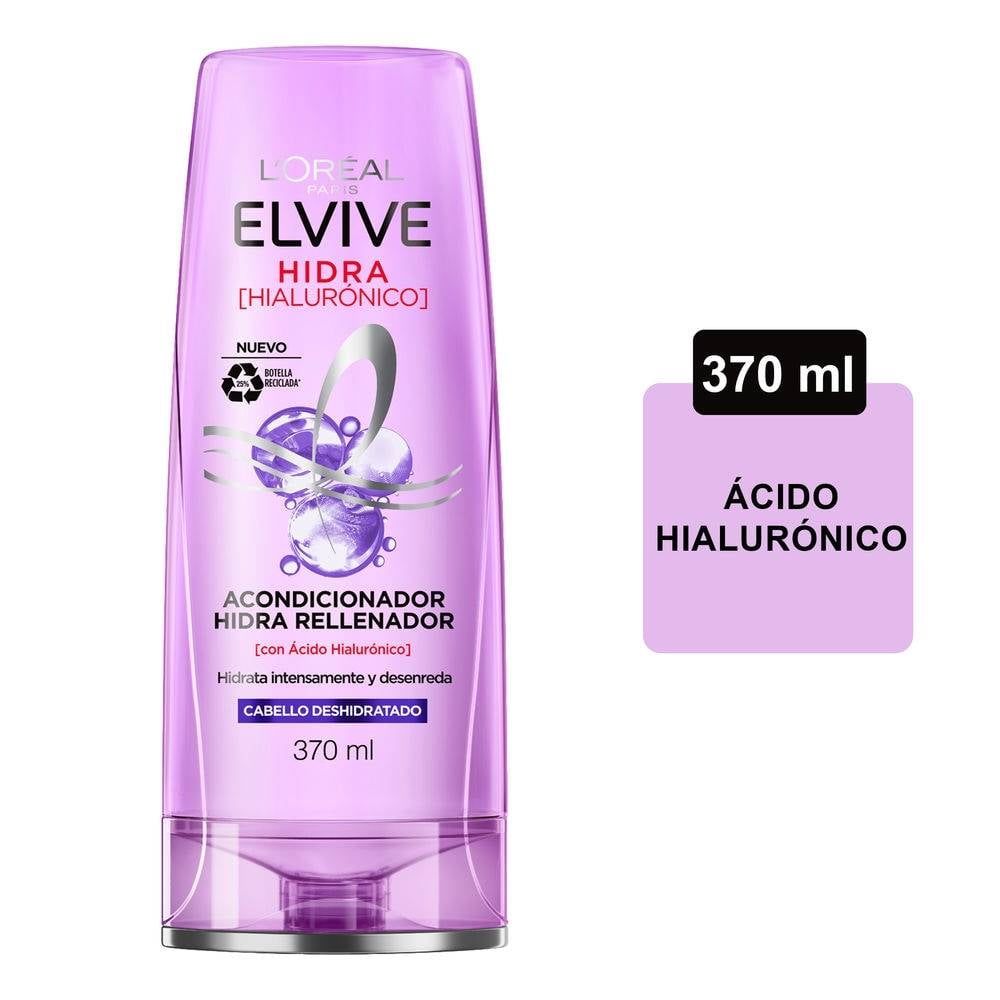 L'ORÉAL
PARIS
ELVIVE
HIDRA
[HIALURÓNICO]
NUEVO
25%
BOTELLA
RECICLADA*
ACONDICIONADOR
HIDRA RELLENADOR
[con Ácido Hialurónico]
Hidrata intensamente y desenreda
CABELLO DESHIDRATADO
370 ml
370 ml
ÁCIDO
HIALURÓNICO